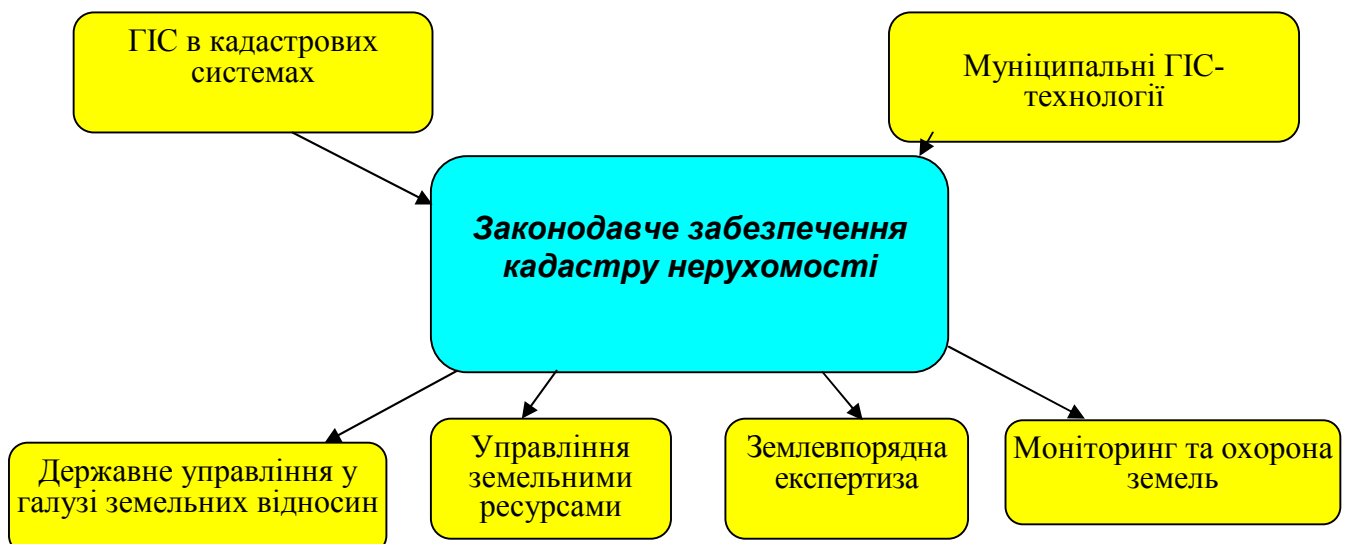 ГІС в кадастрових
системах
Муніципальні ГІС-
технології
Законодавче забезпечення
кадастру нерухомості
Державне управління у
галузі земельних відносин
Управління
земельними
ресурсами
Землевпорядна
експертиза
Моніторинг та охорона
земель